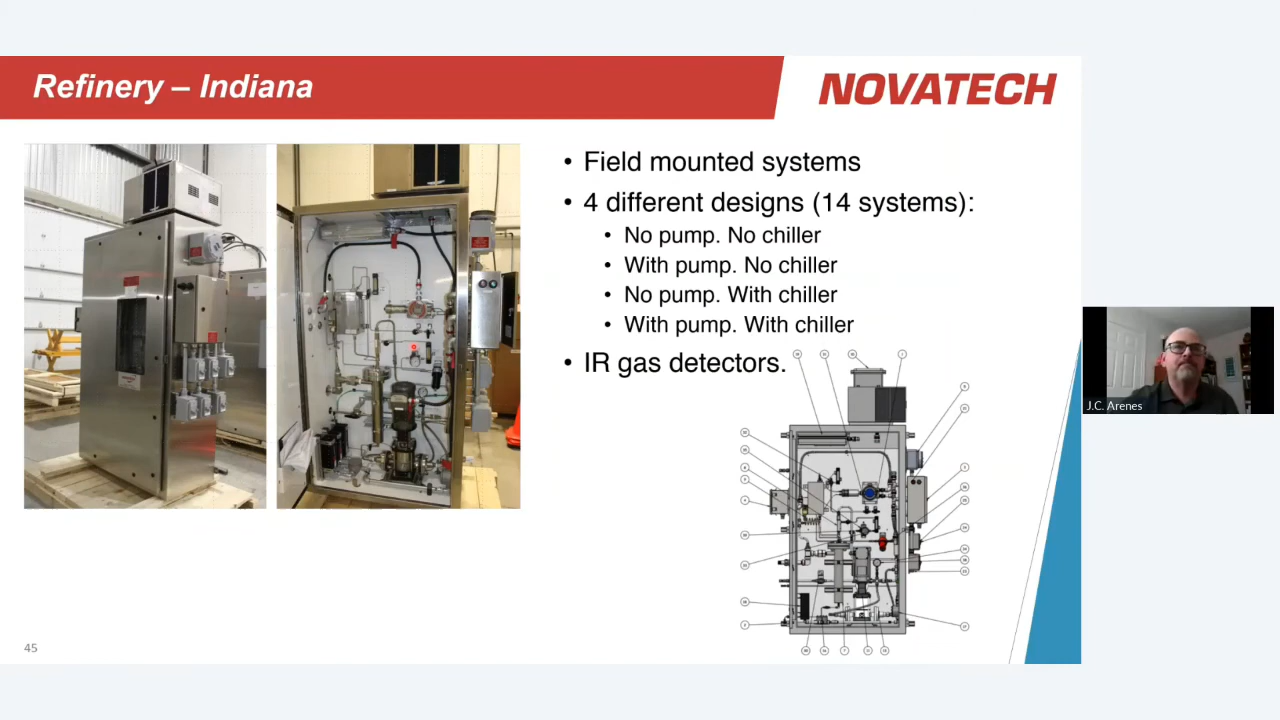 Refinery – Indiana
NOVATECH
• Field mounted systems
• 4 different designs (14 systems):
• No pump. No chiller
• With pump. No chiller
• No pump. With chiller
• With pump. With chiller
• IR gas detectors.
J.C. Arenes
45